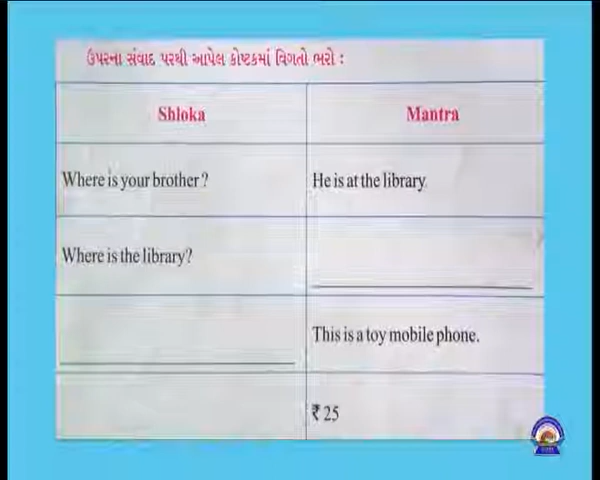 ઉપરના સંવાદ પરથી આપેલ કોષ્ટકમાં વિગતો ભરો :
Shloka Mantra
Where is your brother ? He is at the library
Where is the library?
This is a toy mobile phone.
₹ 25